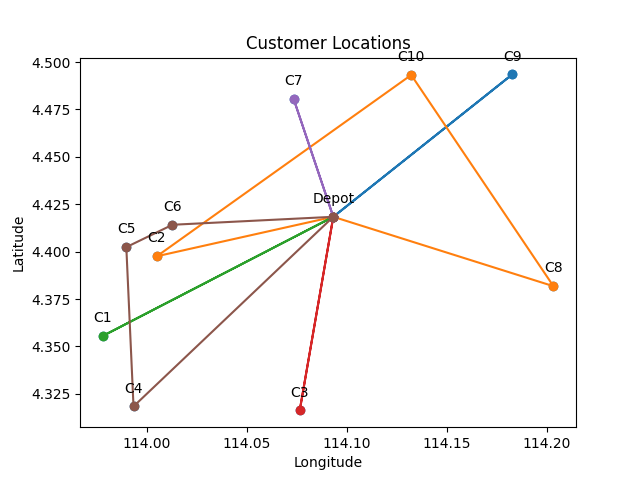 Customer Locations
4.500
4.475
4.450
4.425
4.400
4.375
4.350
4.325
Latitude
C10
C9
C7
Depot
C6
C5
C2
C8
C1
C4
C3
114.00
114.05
114.10
114.15
114.20
Longitude